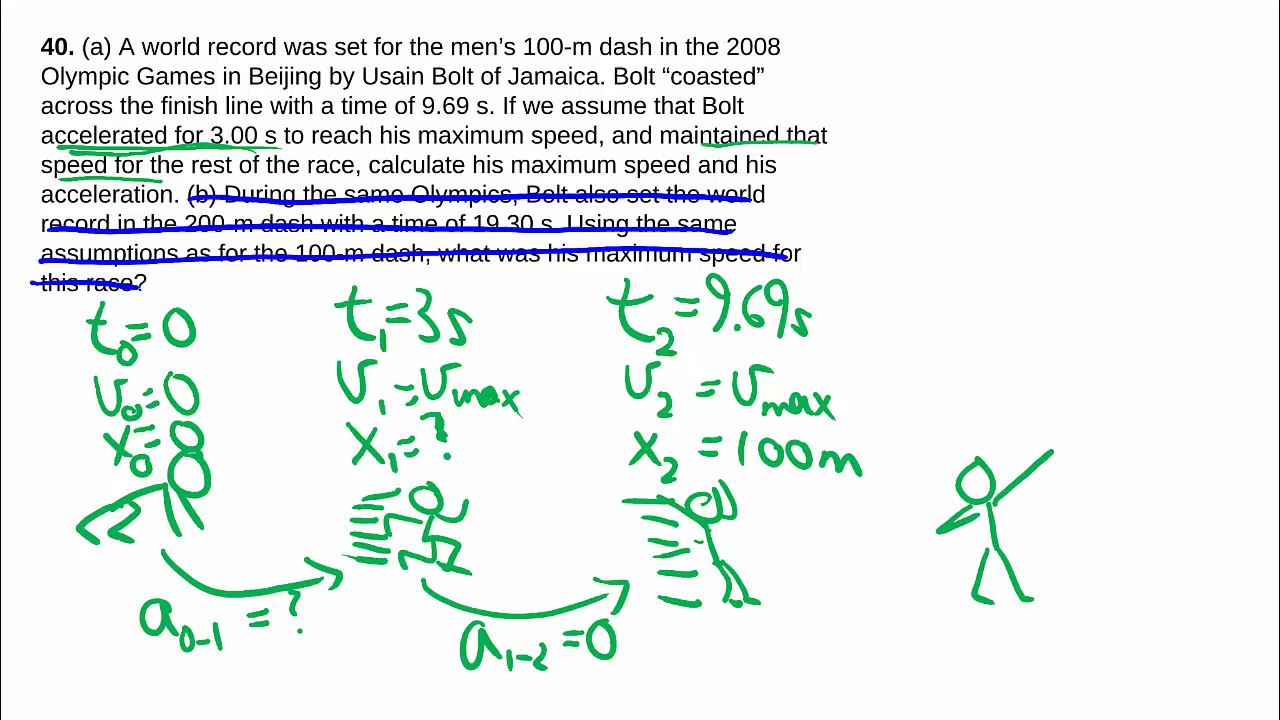 40. (a) A world record was set for the men’s 100-m dash in the 2008
Olympic Games in Beijing by Usain Bolt of Jamaica. Bolt “coasted”
across the finish line with a time of 9.69 s. If we assume that Bolt
accelerated for 3.00 s to reach his maximum speed, and maintained that
speed for the rest of the race, calculate his maximum speed and his
acceleration. (b) During the same Olympics, Bolt also set the world
record in the 200-m dash with a time of 19.30 s. Using the same
assumptions as for the 100-m dash, what was his maximum speed for
this race?
t₀=0 t₁=3s t₂=9.69s
v₀=0 v₁=vmax v₂=vmax
x₀=0 x₁=? x₂=100m
a₀₋₁=? a₁₋₂=0